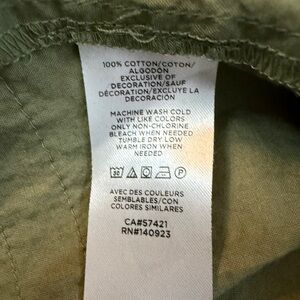 100% COTTON/COTON/
ALGODÓN
EXCLUSIVE OF
DECORATION/SAUF
DÉCORATION/EXCLUYE LA
DECORACIÓN
MACHINE WASH COLD
WITH LIKE COLORS
ONLY NON-CHLORINE
BLEACH WHEN NEEDED
TUMBLE DRY LOW
WARM IRON WHEN
NEEDED
AVEC DES COULEURS
SEMBLABLES/CON
COLORES SIMILARES
CA#57421
RN#140923